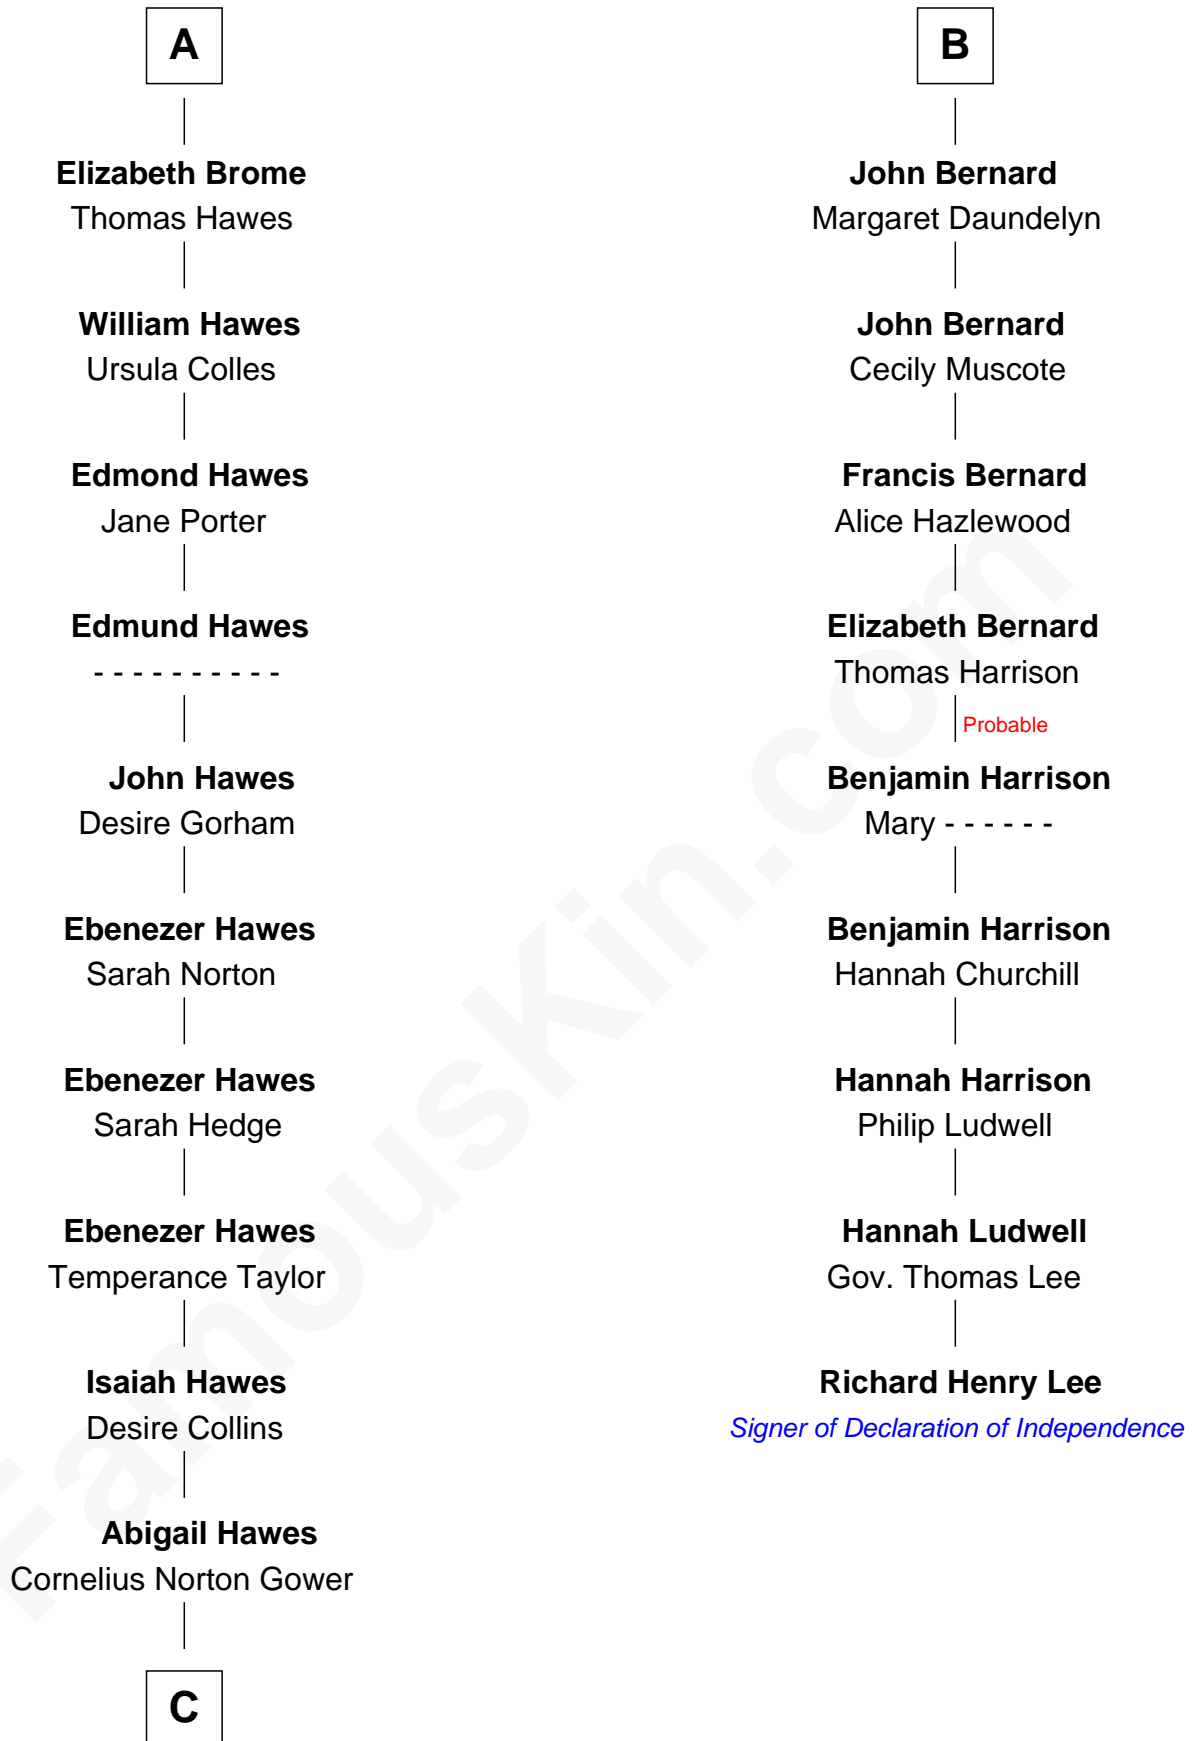 A
Elizabeth Brome
Thomas Hawes
William Hawes
Ursula Colles
Edmond Hawes
Jane Porter
Edmund Hawes
- - - - - - - - - -
John Hawes
Desire Gorham
Ebenezer Hawes
Sarah Norton
Ebenezer Hawes
Sarah Hedge
Ebenezer Hawes
Temperance Taylor
Isaiah Hawes
Desire Collins
Abigail Hawes
Cornelius Norton Gower
C
B
John Bernard
Margaret Daundelyn
John Bernard
Cecily Muscote
Francis Bernard
Alice Hazlewood
Elizabeth Bernard
Thomas Harrison
Probable
Benjamin Harrison
Mary - - - - - -
Benjamin Harrison
Hannah Churchill
Hannah Harrison
Philip Ludwell
Hannah Ludwell
Gov. Thomas Lee
Richard Henry Lee
Signer of Declaration of Independence
FamousKin.com